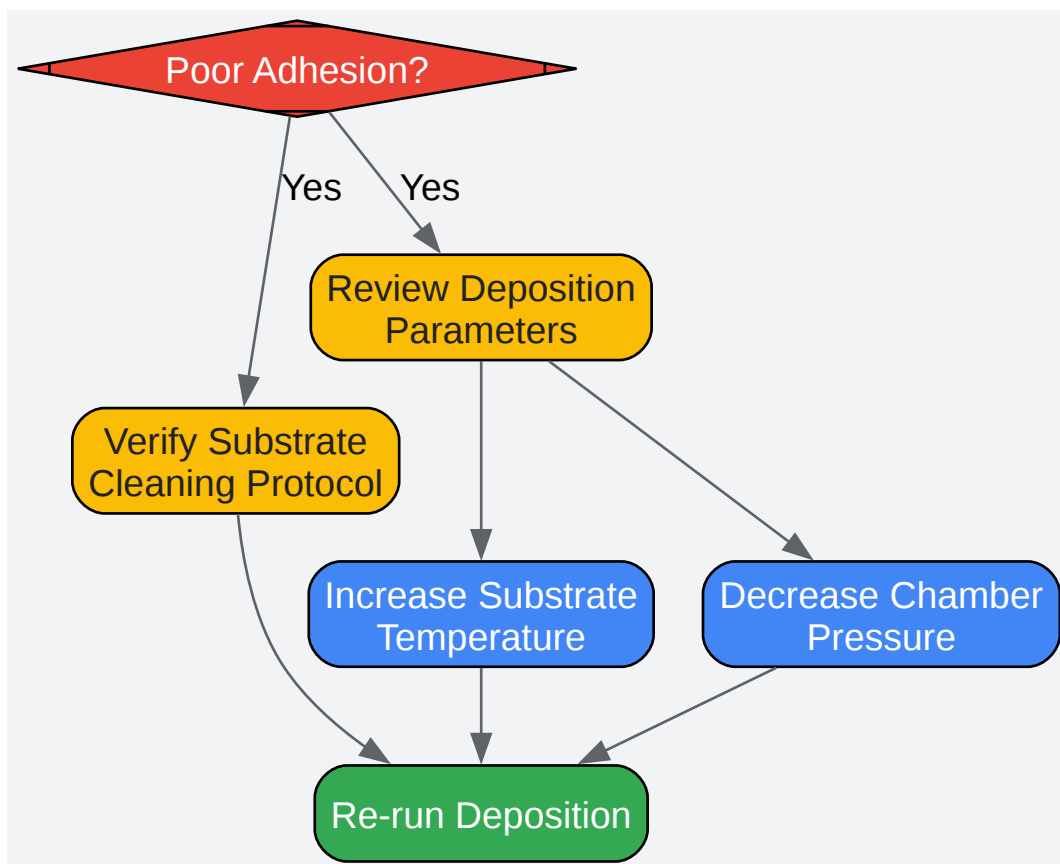 Poor Adhesion?
Yes
Yes
Review Deposition
Parameters
Verify Substrate
Cleaning Protocol
Increase Substrate
Temperature
Decrease Chamber
Pressure
Re-run Deposition